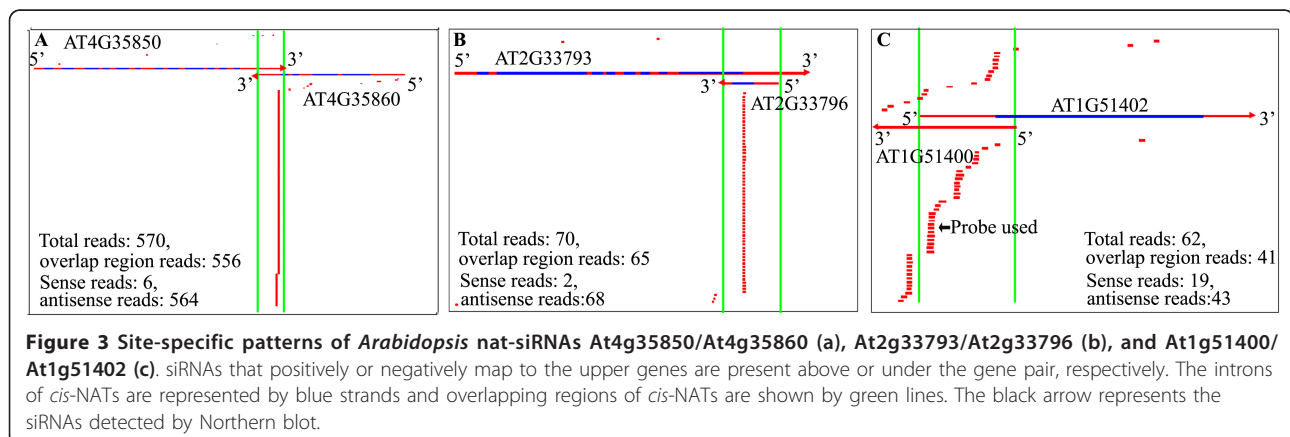 A
AT4G35850
5’
3’
3’
5’
AT4G35860
Total reads: 570,
overlap region reads: 556
Sense reads: 6,
antisense reads: 564
B
AT2G33793
5’
3’
3’
5’
AT2G33796
Total reads: 70,
overlap region reads: 65
Sense reads: 2,
antisense reads:68
C
5’
AT1G51402
3’
3’
5’
AT1G51400
Probe used
Total reads: 62,
overlap region reads: 41
Sense reads: 19,
antisense reads:43
Figure 3 Site-specific patterns of Arabidopsis nat-siRNAs At4g35850/At4g35860 (a), At2g33793/At2g33796 (b), and At1g51400/
At1g51402 (c). siRNAs that positively or negatively map to the upper genes are present above or under the gene pair, respectively. The introns
of cis-NATs are represented by blue strands and overlapping regions of cis-NATs are shown by green lines. The black arrow represents the
siRNAs detected by Northern blot.